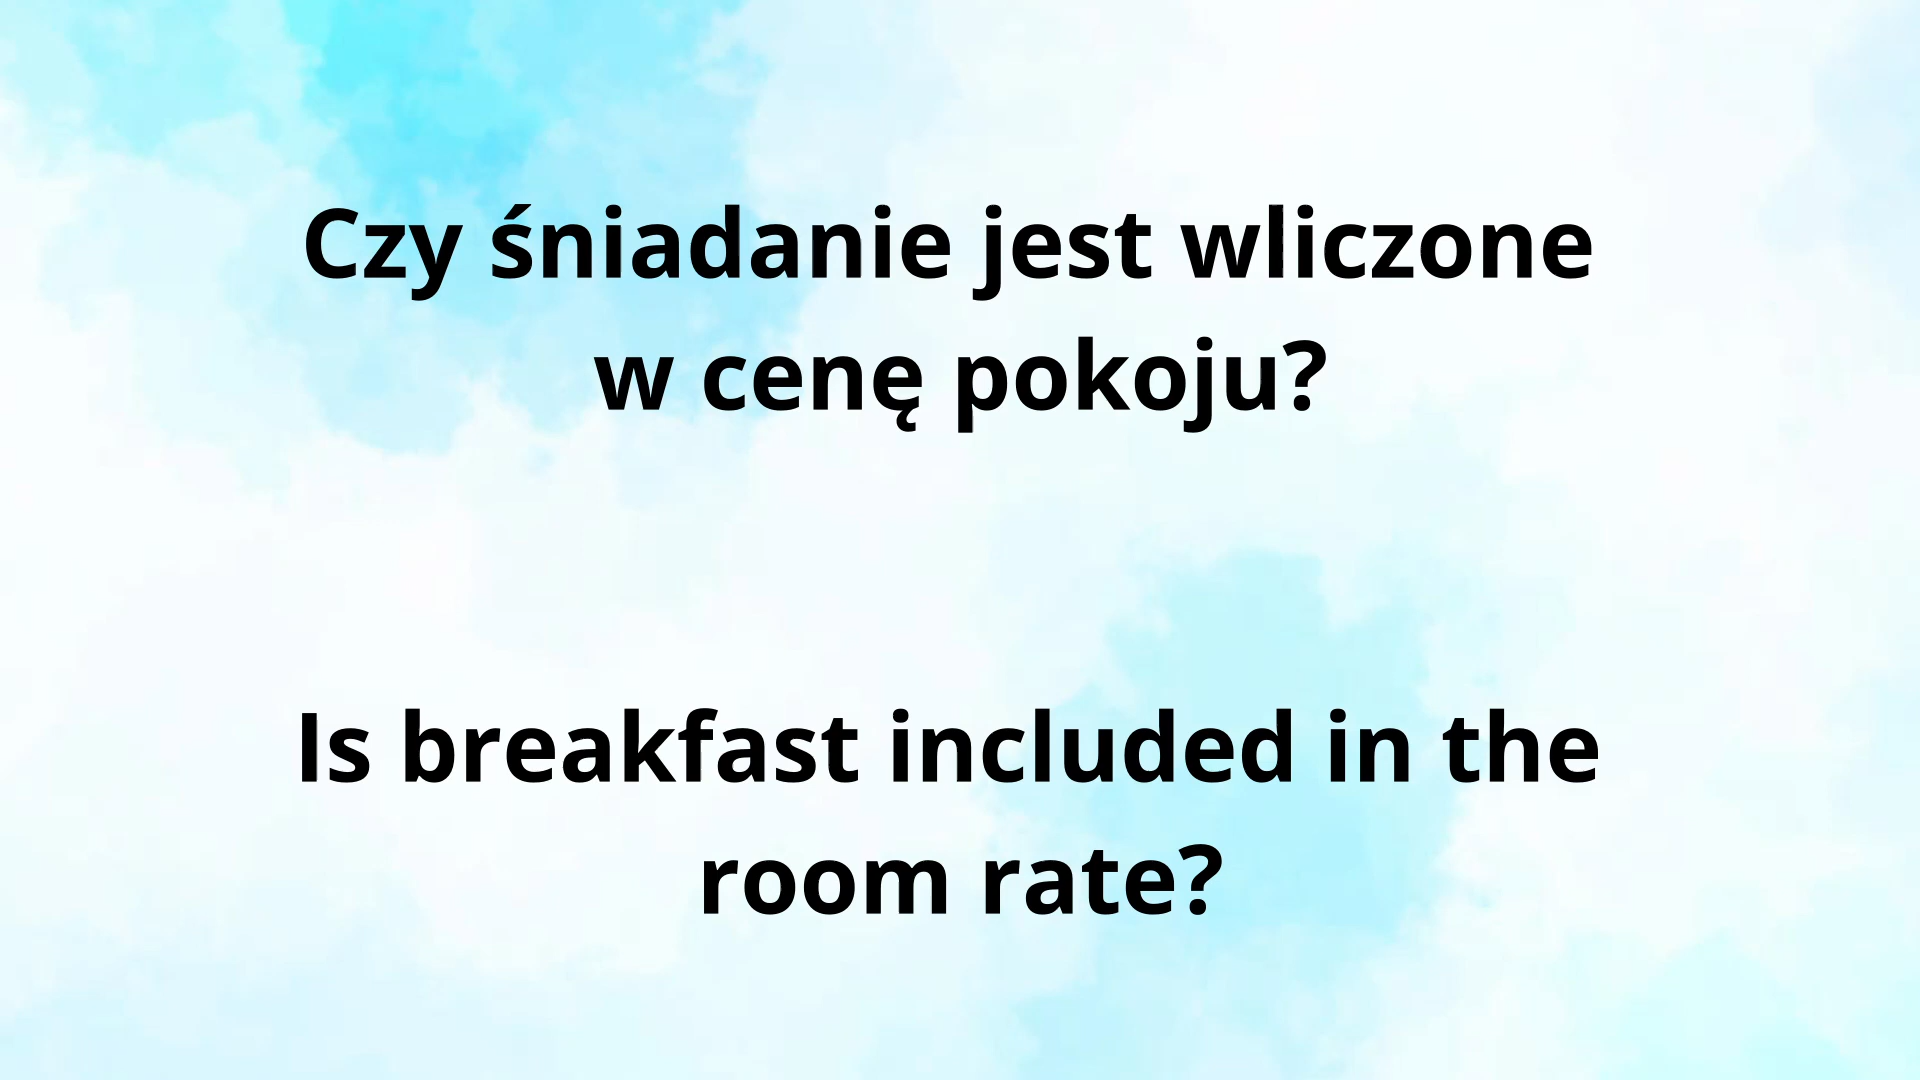 Czy śniadanie jest wliczone
w cenę pokoju?
Is breakfast included in the
room rate?